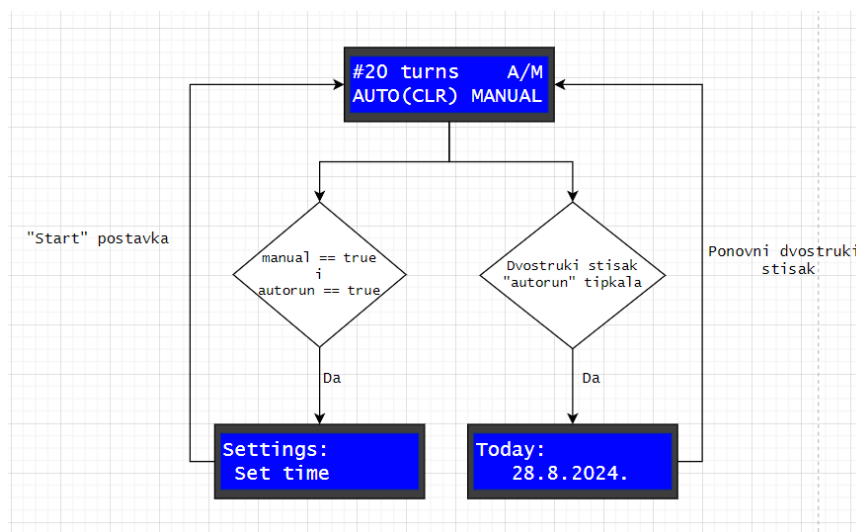 #20 turns A/M
AUTO(CLR) MANUAL
"Start" postavka
manual == true
i
autorun == true
Dvostruki stisak
"autorun" tipkala
Ponovni dvostruki
stisak
Da
Da
Settings:
Set time
Today:
28.8.2024.